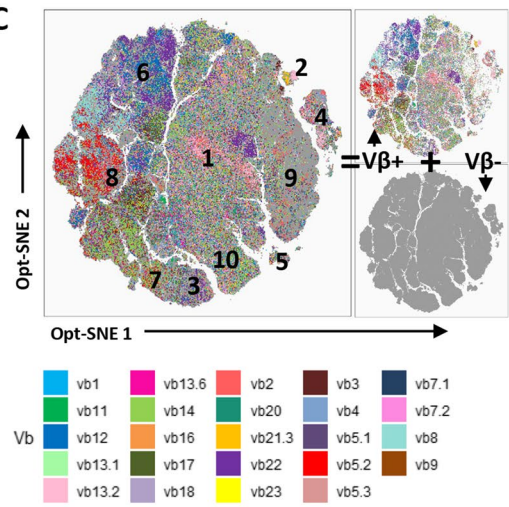 C
6
2
4
1
8
9
10
5
7
3
= Vβ+ + Vβ-
Opt-SNE 2
Opt-SNE 1
Vb
vb1
vb11
vb12
vb13.1
vb13.2
vb13.6
vb14
vb16
vb17
vb18
vb2
vb20
vb21.3
vb22
vb23
vb3
vb4
vb5.1
vb5.2
vb5.3
vb7.1
vb7.2
vb8
vb9